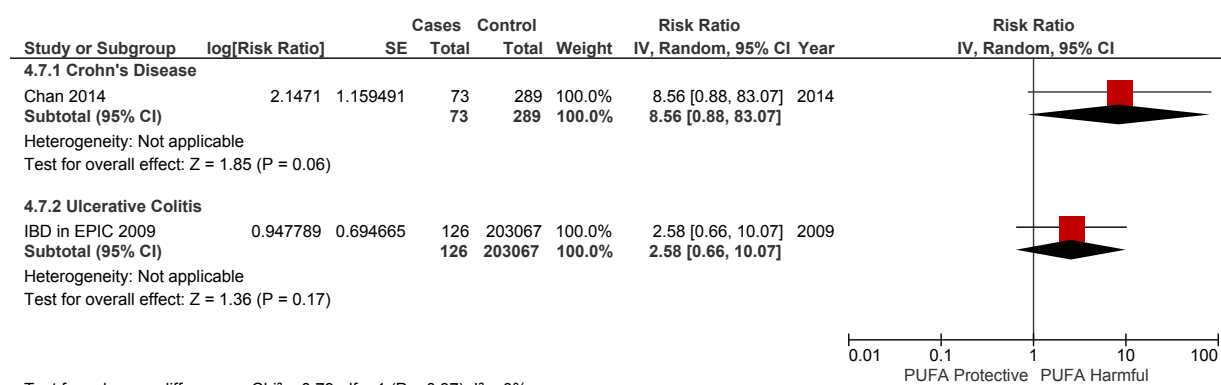 Cases Control Risk Ratio Risk Ratio
Study or Subgroup log[Risk Ratio] SE Total Total Weight IV, Random, 95% CI Year IV, Random, 95% CI
4.7.1 Crohn's Disease
Chan 2014 2.1471 1.159491 73 289 100.0% 8.56 [0.88, 83.07] 2014
Subtotal (95% CI) 73 289 100.0% 8.56 [0.88, 83.07]
Heterogeneity: Not applicable
Test for overall effect: Z = 1.85 (P = 0.06)
4.7.2 Ulcerative Colitis
IBD in EPIC 2009 0.947789 0.694665 126 203067 100.0% 2.58 [0.66, 10.07] 2009
Subtotal (95% CI) 126 203067 100.0% 2.58 [0.66, 10.07]
Heterogeneity: Not applicable
Test for overall effect: Z = 1.36 (P = 0.17)
0.01 0.1 1 10 100
PUFA Protective PUFA Harmful